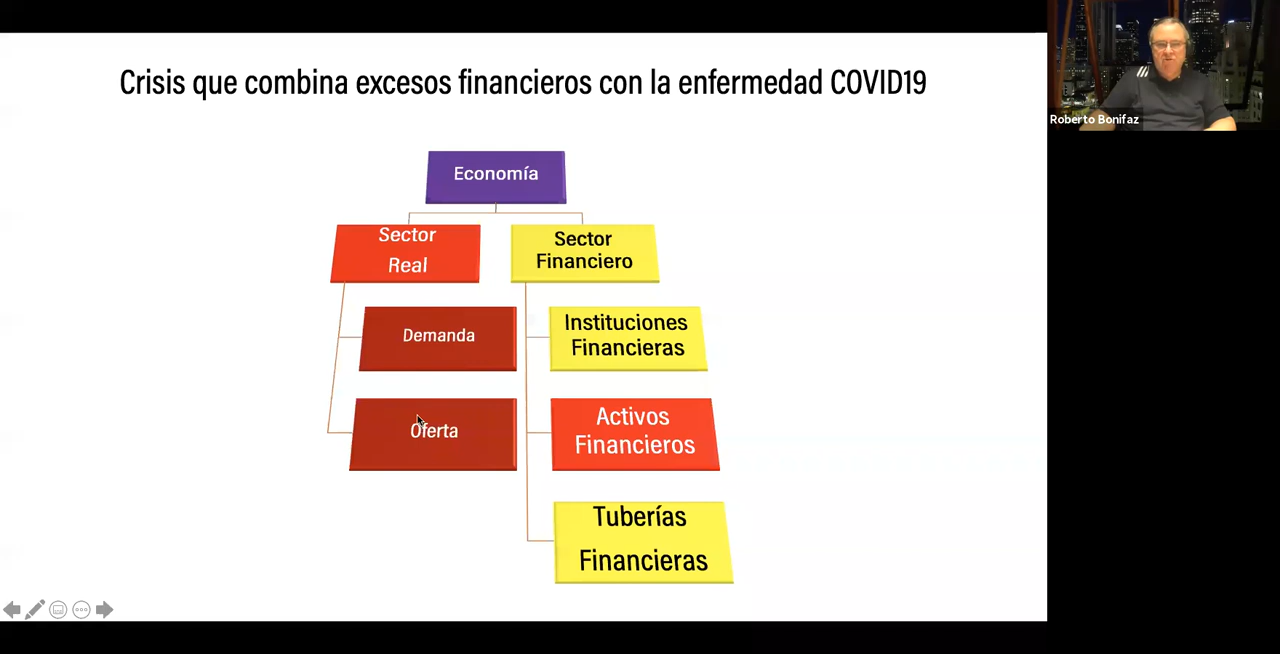 Crisis que combina excesos financieros con la enfermedad COVID19
Roberto Bonifaz
Economía
Sector
Real
Sector
Financiero
Demanda
Instituciones
Financieras
Oferta
Activos
Financieros
Tuberías
Financieras